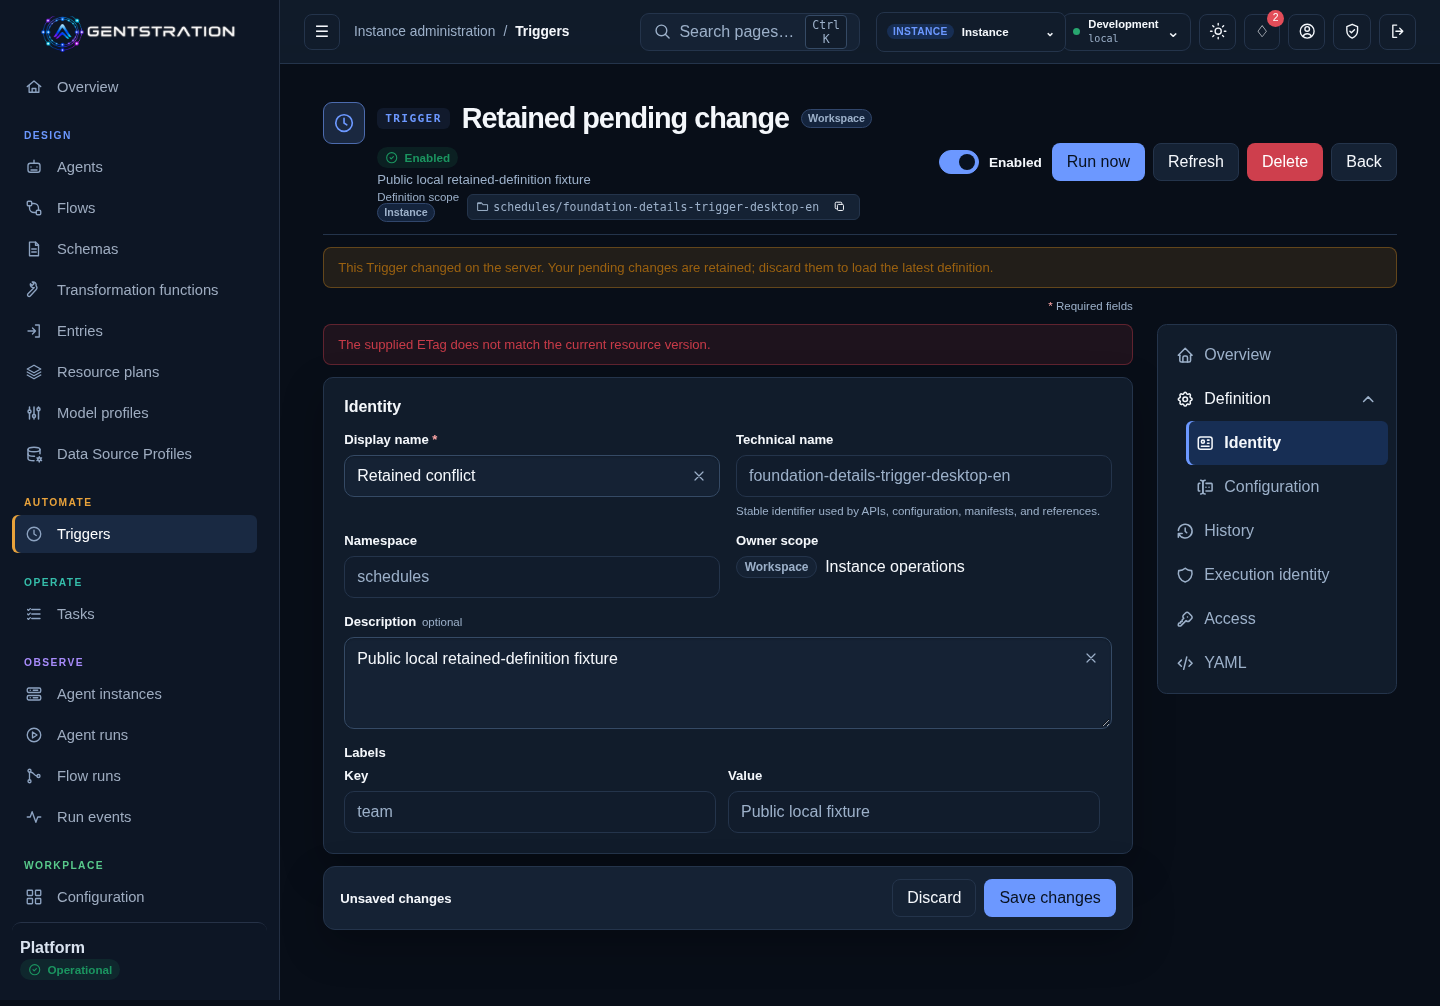 GENTSTRATION
Overview
DESIGN
Agents
Flows
Schemas
Transformation functions
Entries
Resource plans
Model profiles
Data Source Profiles
AUTOMATE
Triggers
OPERATE
Tasks
OBSERVE
Agent instances
Agent runs
Flow runs
Run events
WORKPLACE
Configuration
Platform
Operational
Instance administration / Triggers
Search pages…
Ctrl
K
INSTANCE Instance
Development
local
2
TRIGGER Retained pending change Workspace
Enabled
Public local retained-definition fixture
Definition scope
Instance
schedules/foundation-details-trigger-desktop-en
Enabled
Run now
Refresh
Delete
Back
This Trigger changed on the server. Your pending changes are retained; discard them to load the latest definition.
* Required fields
The supplied ETag does not match the current resource version.
Identity
Display name *
Retained conflict
Technical name
foundation-details-trigger-desktop-en
Stable identifier used by APIs, configuration, manifests, and references.
Namespace
schedules
Owner scope
Workspace Instance operations
Description optional
Public local retained-definition fixture
Labels
Key
team
Value
Public local fixture
Unsaved changes
Discard
Save changes
Overview
Definition
Identity
Configuration
History
Execution identity
Access
YAML